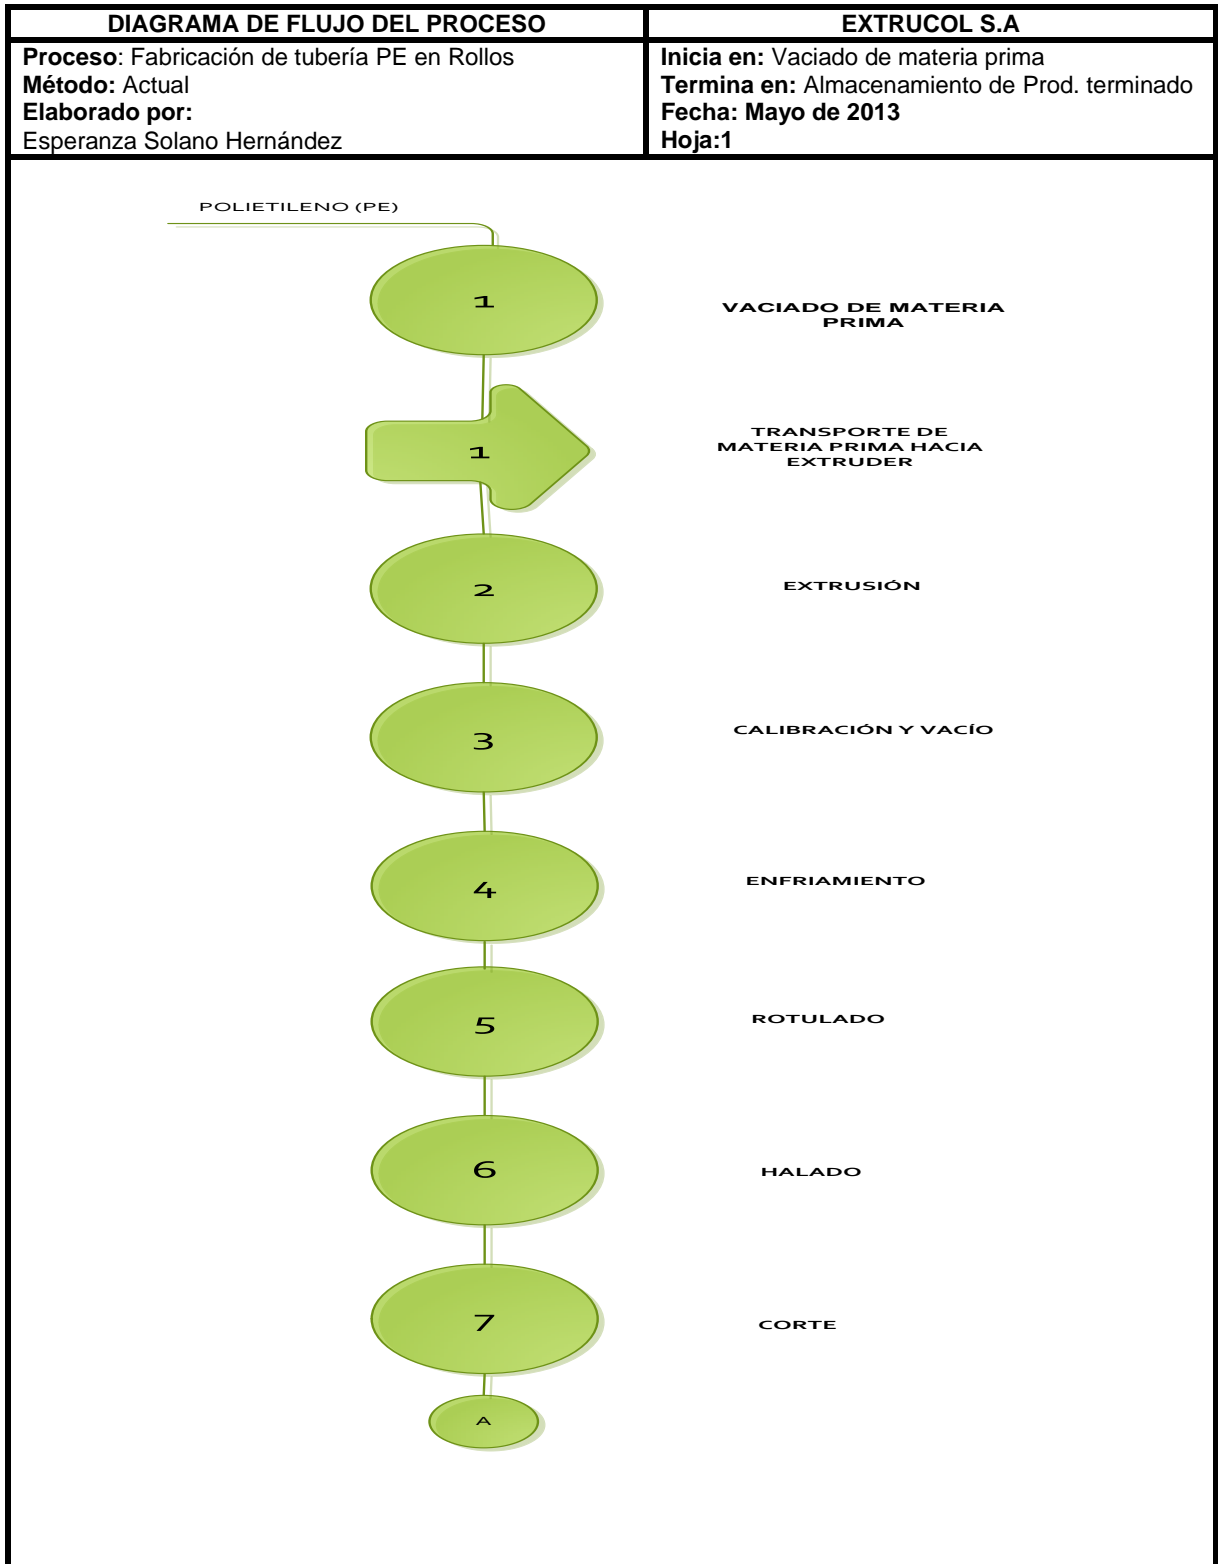 DIAGRAMA DE FLUJO DEL PROCESO
EXTRUCOL S.A
Proceso: Fabricación de tubería PE en Rollos
Método: Actual
Elaborado por:
Esperanza Solano Hernández
Inicia en: Vaciado de materia prima
Termina en: Almacenamiento de Prod. terminado
Fecha: Mayo de 2013
Hoja:1
POLIETILENO (PE)
1
VACIADO DE MATERIA
PRIMA
1
TRANSPORTE DE
MATERIA PRIMA HACIA
EXTRUDER
2
EXTRUSIÓN
3
CALIBRACIÓN Y VACÍO
4
ENFRIAMIENTO
5
ROTULADO
6
HALADO
7
CORTE
A